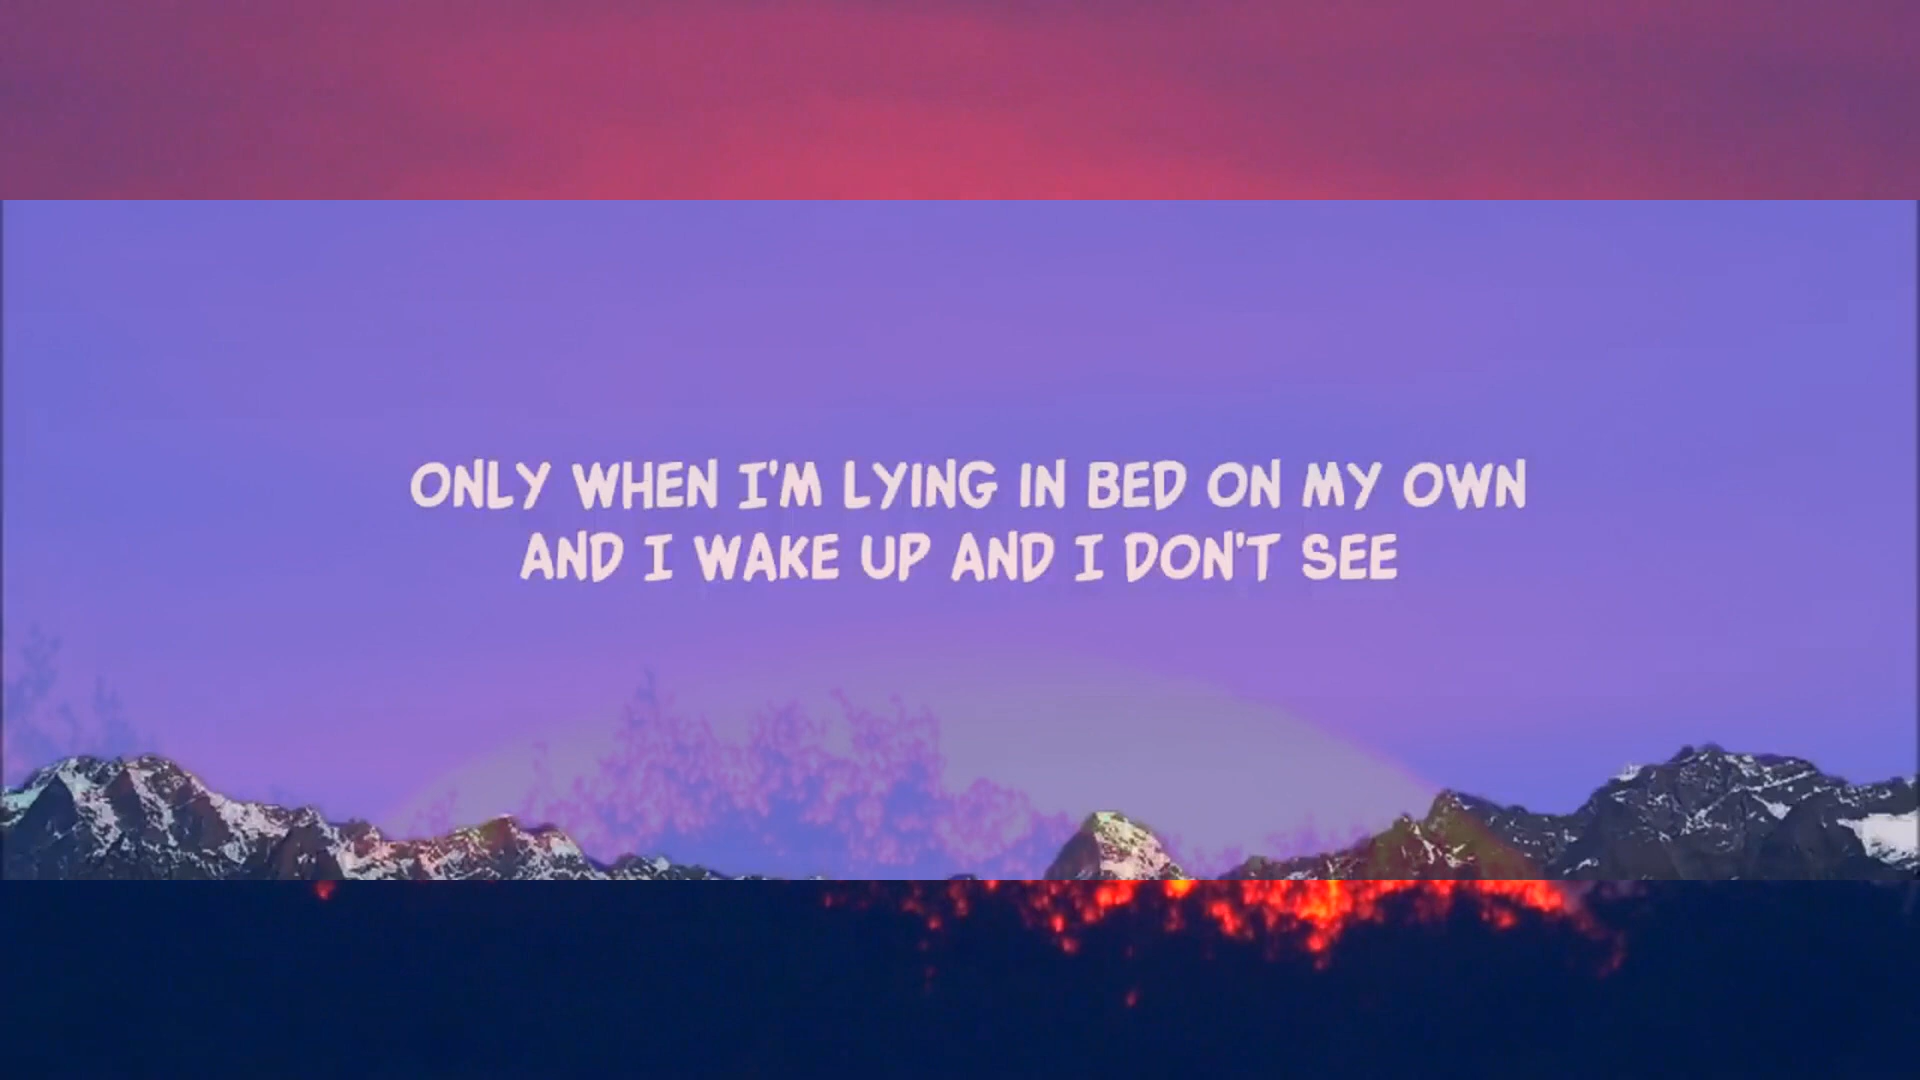 ONLY WHEN I'M LYING IN BED ON MY OWN
AND I WAKE UP AND I DON'T SEE